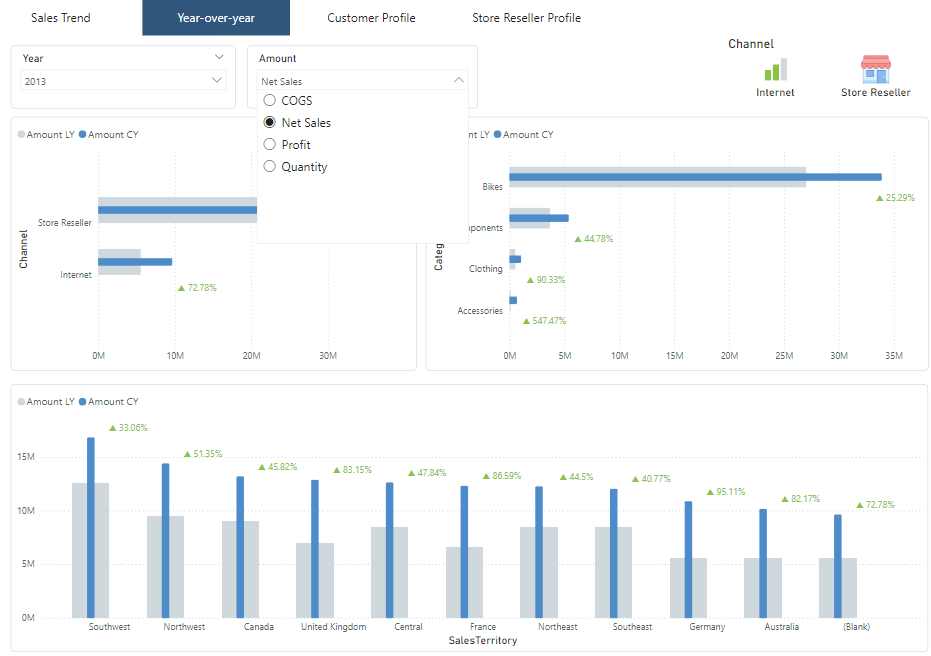 Sales Trend
Year-over-year
Customer Profile
Store Reseller Profile
Year
2013
Amount
Net Sales
COGS
Net Sales
Profit
Quantity
Channel
Internet
Store Reseller
Amount LY Amount CY
Channel
Store Reseller
Internet
72.78%
0M 10M 20M 30M
nt LY Amount CY
Categ
Bikes
25.29%
ponents
44.78%
Clothing
90.33%
Accessories
547.47%
0M 5M 10M 15M 20M 25M 30M 35M
Amount LY Amount CY
15M
10M
5M
0M
33.06% 51.35% 45.82% 83.15% 47.84% 86.59% 44.5% 40.77% 95.11% 82.17% 72.78%
Southwest Northwest Canada United Kingdom Central France Northeast Southeast Germany Australia (Blank)
SalesTerritory